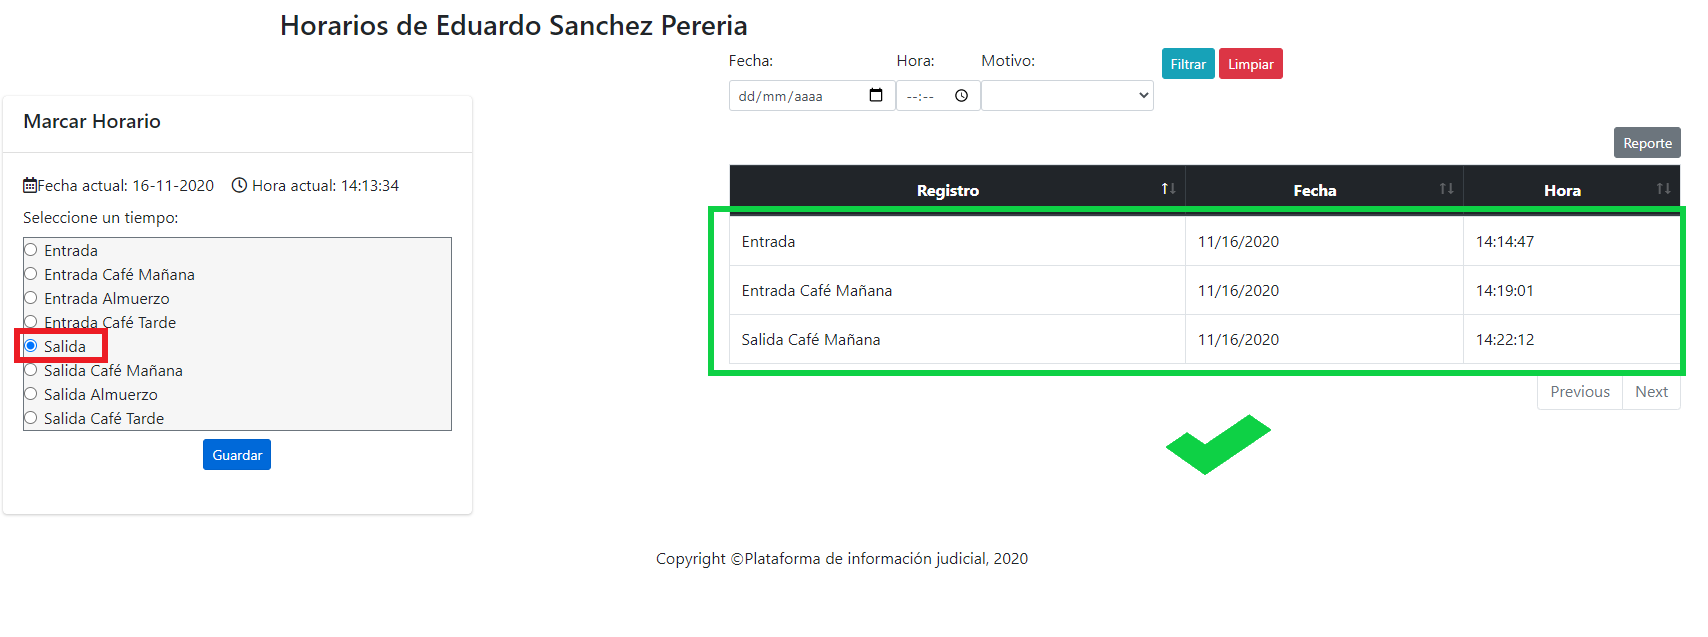 Horarios de Eduardo Sanchez Pereria
Fecha: Hora: Motivo: Filtrar Limpiar
dd/mm/aaaa --:--
Marcar Horario
Reporte
Fecha actual: 16-11-2020 Hora actual: 14:13:34
Seleccione un tiempo:
Entrada
Entrada Café Mañana
Entrada Almuerzo
Entrada Café Tarde
Salida
Salida Café Mañana
Salida Almuerzo
Salida Café Tarde
Guardar
Registro Fecha Hora
Entrada 11/16/2020 14:14:47
Entrada Café Mañana 11/16/2020 14:19:01
Salida Café Mañana 11/16/2020 14:22:12
Previous Next
Copyright ©Plataforma de información judicial, 2020